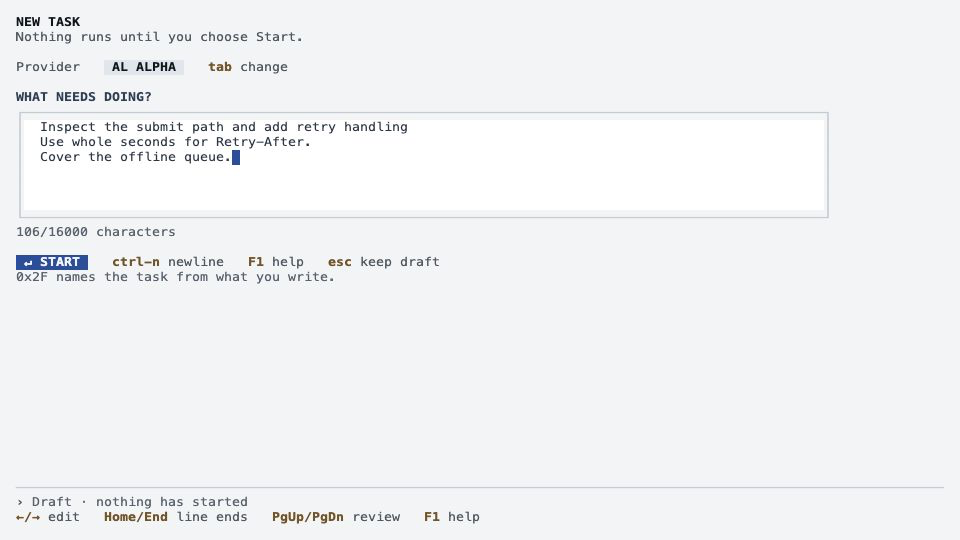 NEW TASK
Nothing runs until you choose Start.
Provider AL ALPHA tab change
WHAT NEEDS DOING?
Inspect the submit path and add retry handling
Use whole seconds for Retry-After.
Cover the offline queue.
106/16000 characters
↵ START ctrl-n newline F1 help esc keep draft
0x2F names the task from what you write.
› Draft · nothing has started
←/→ edit Home/End line ends PgUp/PgDn review F1 help